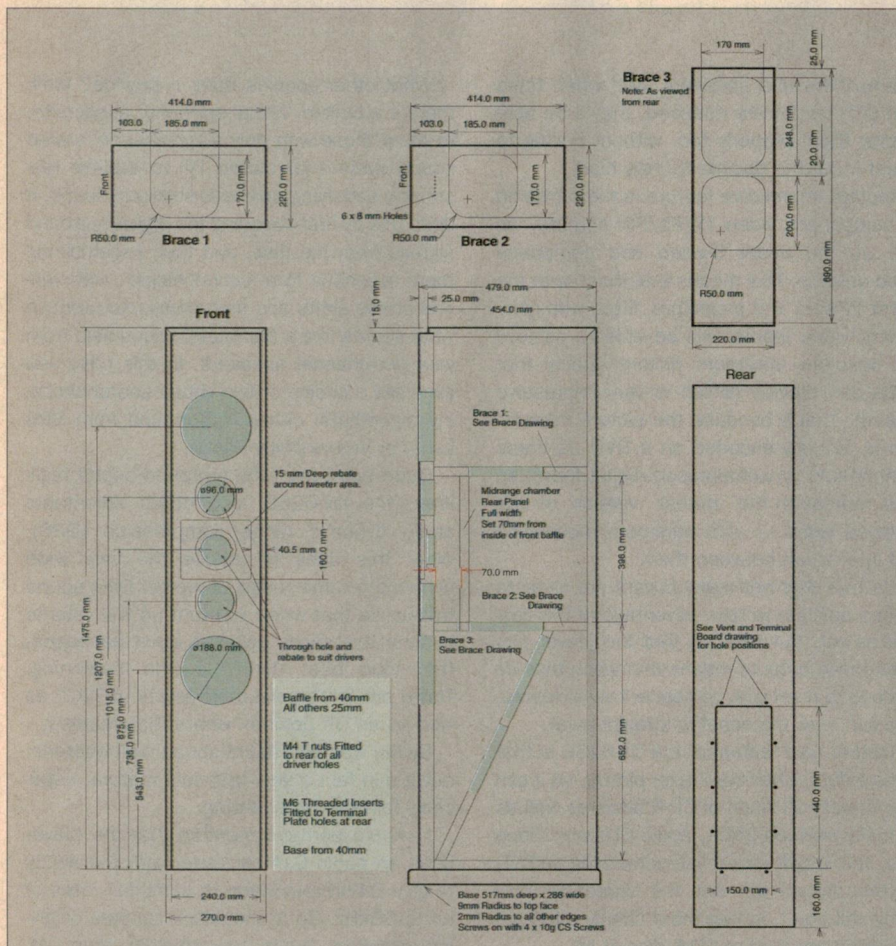 414.0 mm
103.0
185.0 mm
Front
170.0 mm
220.0 mm
R50.0 mm
Brace 1
414.0 mm
103.0
185.0 mm
Front
170.0 mm
220.0 mm
6 x 8 mm Holes
R50.0 mm
Brace 2
170 mm
25.0 mm
Brace 3
Note: As viewed
from rear
248.0 mm
20.0 mm
200.0 mm
690.0 mm
R50.0 mm
220.0 mm
Front
ø96.0 mm
15 mm Deep rebate
around tweeter area.
40.5 mm
160.0 mm
ø188.0 mm
Through hole and
rebate to suit drivers
1475.0 mm
1207.0 mm
1015.0 mm
875.0 mm
735.0 mm
543.0 mm
240.0 mm
270.0 mm
Baffle from 40mm
All others 25mm
M4 T nuts Fitted
to rear of all
driver holes
M6 Threaded Inserts
Fitted to Terminal
Plate holes at rear
Base from 40mm
479.0 mm
25.0 mm
454.0 mm
15.0 mm
Brace 1:
See Brace Drawing
Midrange chamber
Rear Panel
Full width
Set 70mm from
inside of front baffle
70.0 mm
396.0 mm
Brace 2: See Brace
Drawing
Brace 3:
See Brace Drawing
652.0 mm
Base 517mm deep x 288 wide
9mm Radius to top face
2mm Radius to all other edges
Screws on with 4 x 10g CS Screws
Rear
See Vent and Terminal
Board drawing
for hole positions
440.0 mm
150.0 mm
160.0 mm